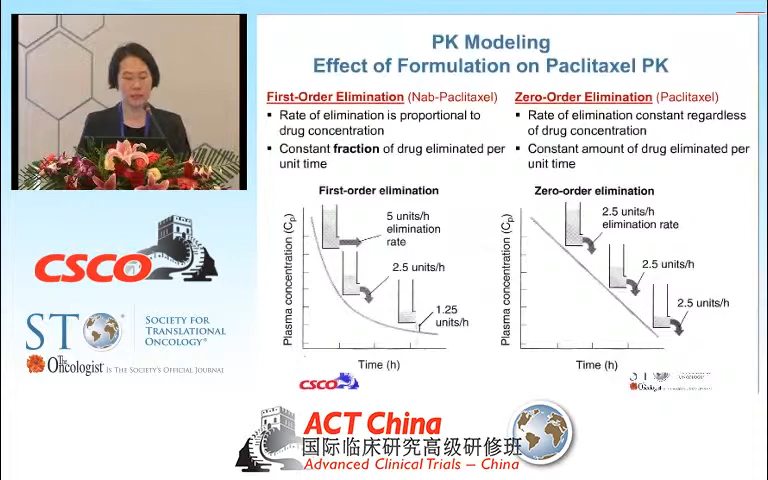 PK Modeling
Effect of Formulation on Paclitaxel PK
First-Order Elimination (Nab-Paclitaxel)
▪ Rate of elimination is proportional to
drug concentration
▪ Constant fraction of drug eliminated per
unit time
First-order elimination
Plasma concentration (Cp)
5 units/h
elimination
rate
2.5 units/h
1.25
units/h
Time (h)
Zero-Order Elimination (Paclitaxel)
▪ Rate of elimination constant regardless
of drug concentration
▪ Constant amount of drug eliminated per
unit time
Zero-order elimination
Plasma concentration (Cp)
2.5 units/h
elimination rate
2.5 units/h
2.5 units/h
Time (h)
CSCO
CSCO
STO
SOCIETY FOR
TRANSLATIONAL
ONCOLOGY®
The
Oncologist® IS THE SOCIETY'S OFFICIAL JOURNAL
ACT China
国际临床研究高级研修班
Advanced Clinical Trials – China